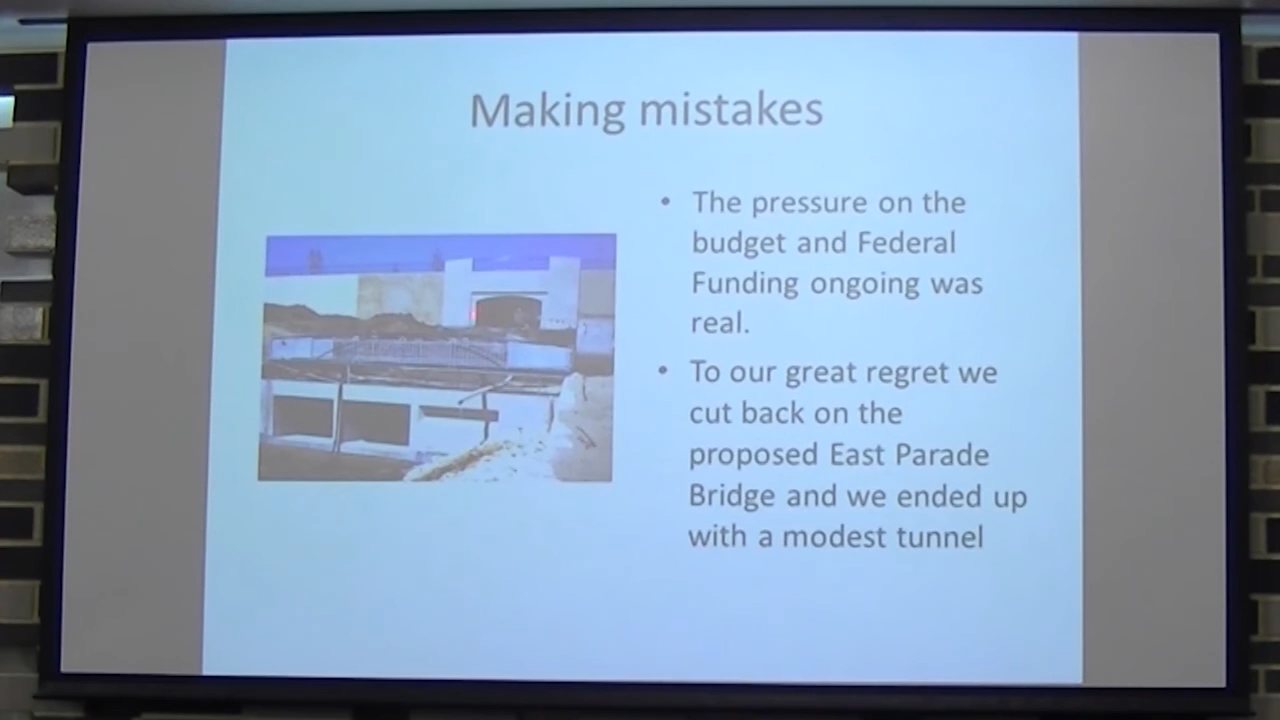 Making mistakes
• The pressure on the
budget and Federal
Funding ongoing was
real.
• To our great regret we
cut back on the
proposed East Parade
Bridge and we ended up
with a modest tunnel